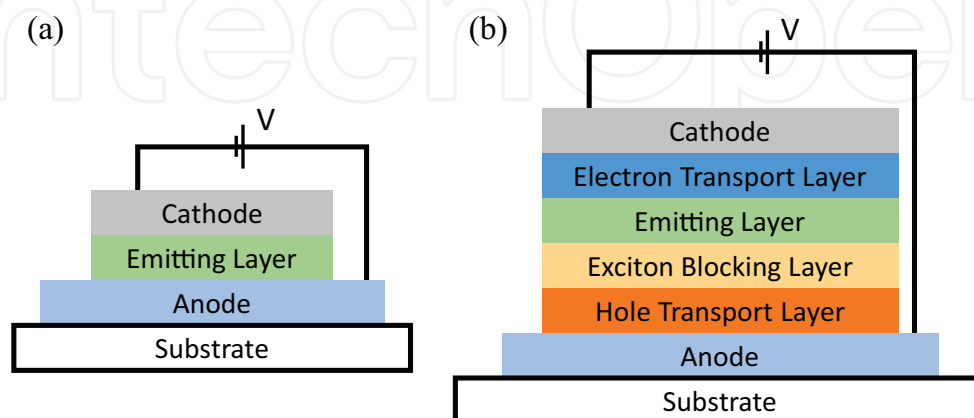 (a)
V
Cathode
Emitting Layer
Anode
Substrate
(b)
V
Cathode
Electron Transport Layer
Emitting Layer
Exciton Blocking Layer
Hole Transport Layer
Anode
Substrate